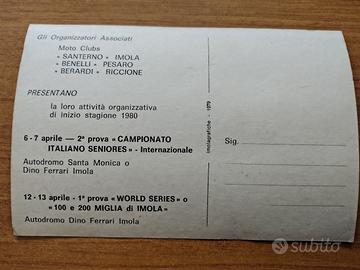 Gli Organizzatori Associati
Moto Clubs
« SANTERNO » IMOLA
« BENELLI » PESARO
« BERARDI » RICCIONE
PRESENTANO
la loro attività organizzativa
di inizio stagione 1980
6 - 7 aprile — 2ª prova «CAMPIONATO
ITALIANO SENIORES» - Internazionale
Autodromo Santa Monica o
Dino Ferrari Imola
12 - 13 aprile - 1ª prova «WORLD SERIES» o
«100 e 200 MIGLIA di IMOLA»
Autodromo Dino Ferrari Imola
imolagrafiche - 1979
Sig.
subito